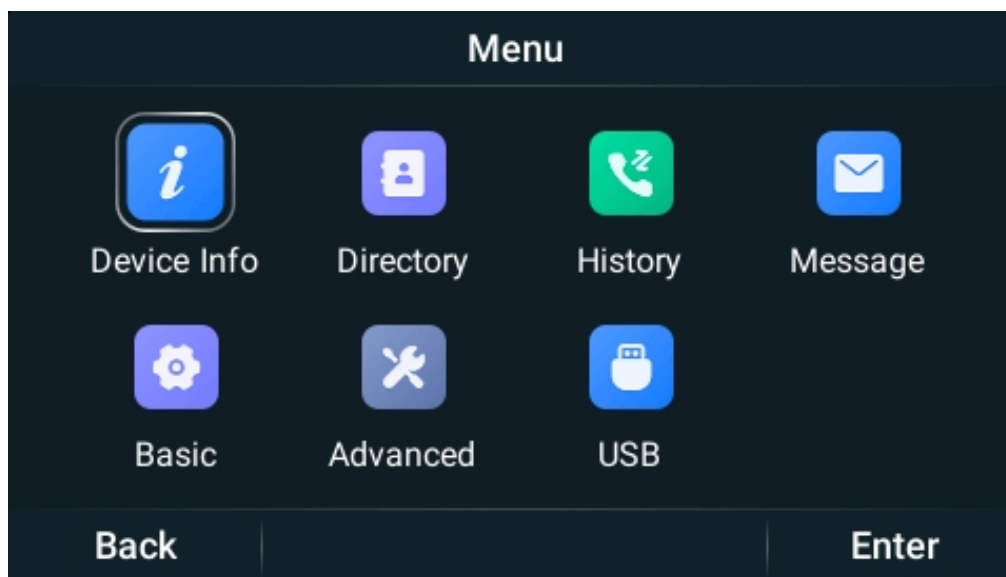 Menu
Device Info
Directory
History
Message
Basic
Advanced
USB
Back
Enter